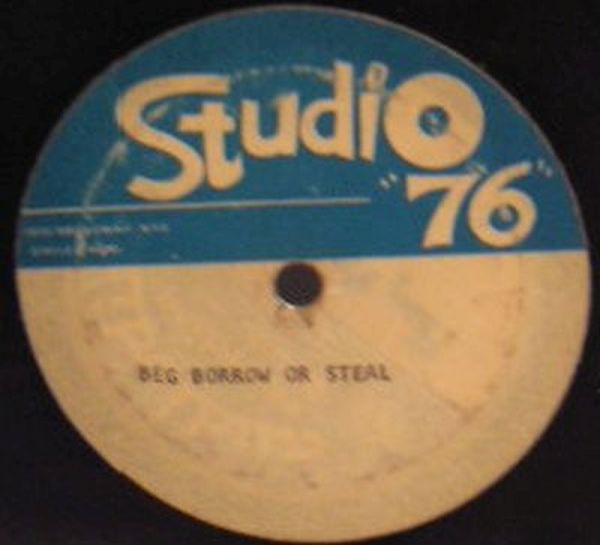 Studio
"76"
BEG BORROW OR STEAL